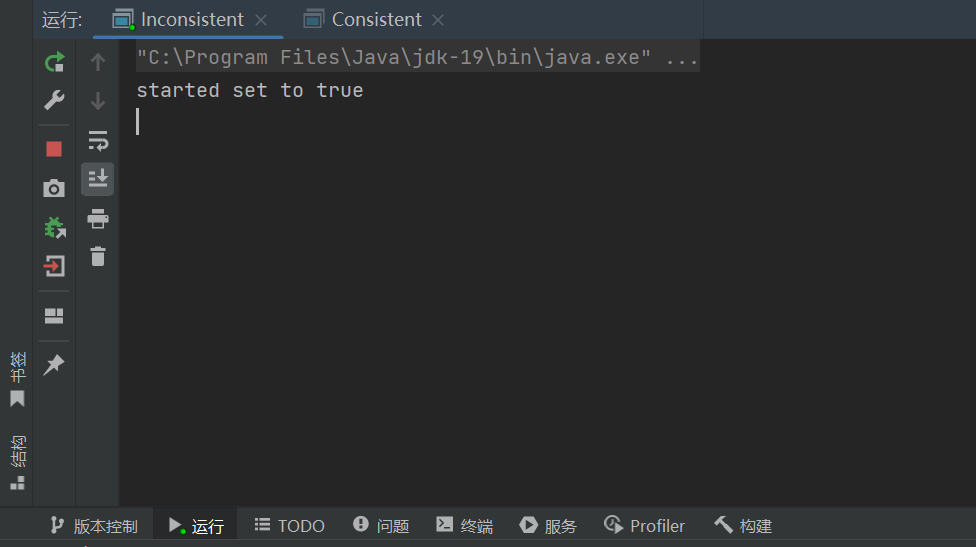 运行: Inconsistent Consistent
"C:\Program Files\Java\jdk-19\bin\java.exe" ...
started set to true
书签
结构
版本控制 运行 TODO 问题 终端 服务 Profiler 构建